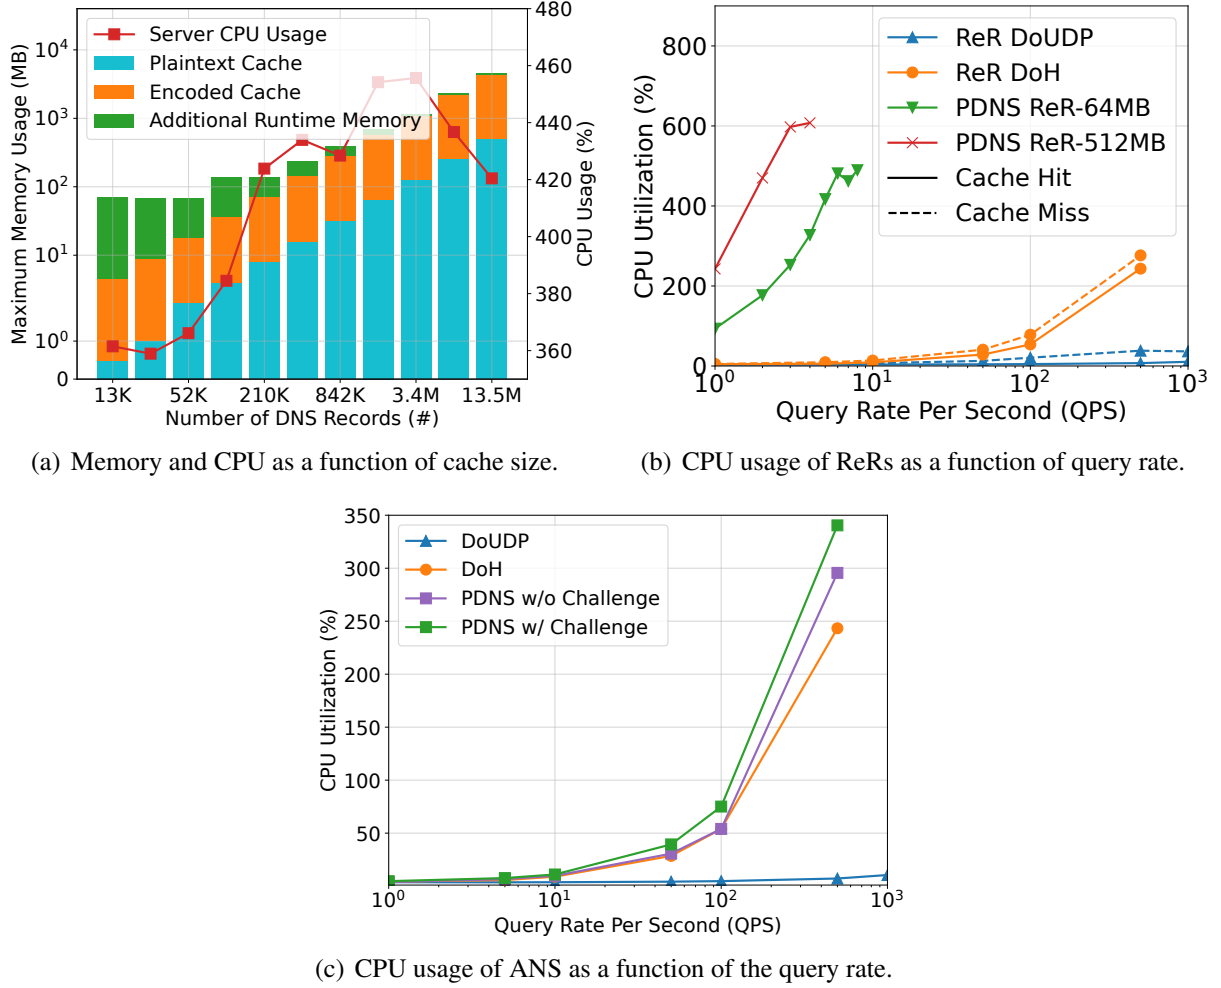 Maximum Memory Usage (MB)
10^4
10^3
10^2
10^1
10^0
0
Server CPU Usage
Plaintext Cache
Encoded Cache
Additional Runtime Memory
480
460
440
420
400
380
360
CPU Usage (%)
13K 52K 210K 842K 3.4M 13.5M
Number of DNS Records (#)
(a) Memory and CPU as a function of cache size.
CPU Utilization (%)
800
600
400
200
0
ReR DoUDP
ReR DoH
PDNS ReR-64MB
PDNS ReR-512MB
Cache Hit
Cache Miss
10^0 10^1 10^2 10^3
Query Rate Per Second (QPS)
(b) CPU usage of ReRs as a function of query rate.
CPU Utilization (%)
350
300
250
200
150
100
50
DoUDP
DoH
PDNS w/o Challenge
PDNS w/ Challenge
10^0 10^1 10^2 10^3
Query Rate Per Second (QPS)
(c) CPU usage of ANS as a function of the query rate.